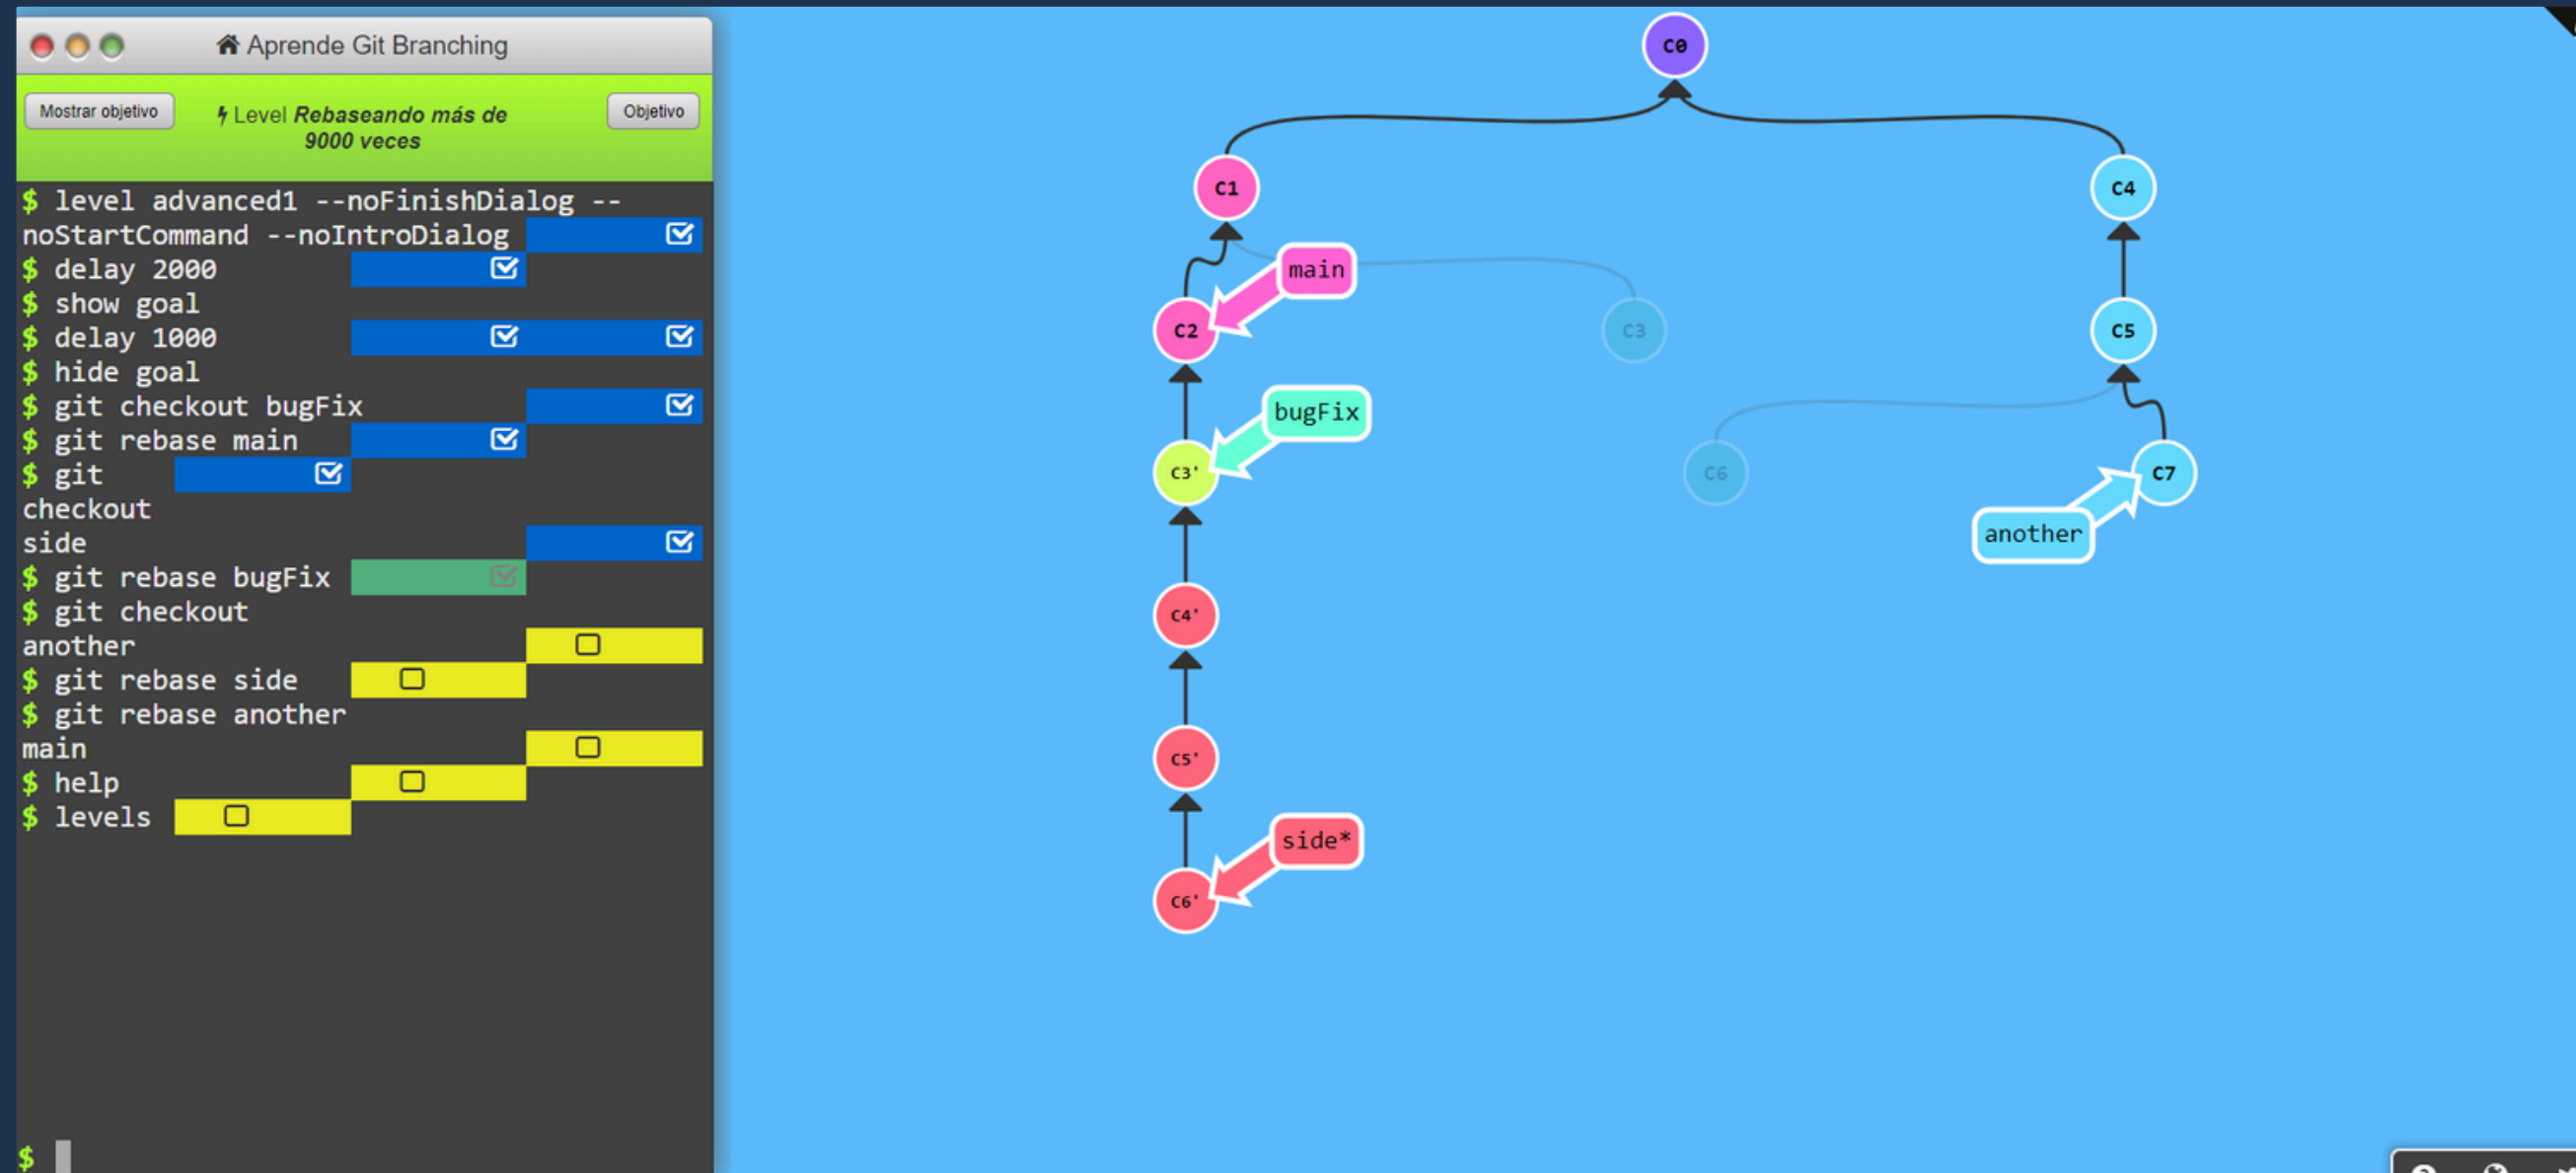 Aprende Git Branching
Mostrar objetivo
Level Rebaseando más de
9000 veces
Objetivo
$ level advanced1 --noFinishDialog --
noStartCommand --noIntroDialog
$ delay 2000
$ show goal
$ delay 1000
$ hide goal
$ git checkout bugFix
$ git rebase main
$ git
checkout
side
$ git rebase bugFix
$ git checkout
another
$ git rebase side
$ git rebase another
main
$ help
$ levels
$
C0
C1
C4
main
C2
C3
C5
bugFix
C3'
C6
C7
another
C4'
C5'
side*
C6'